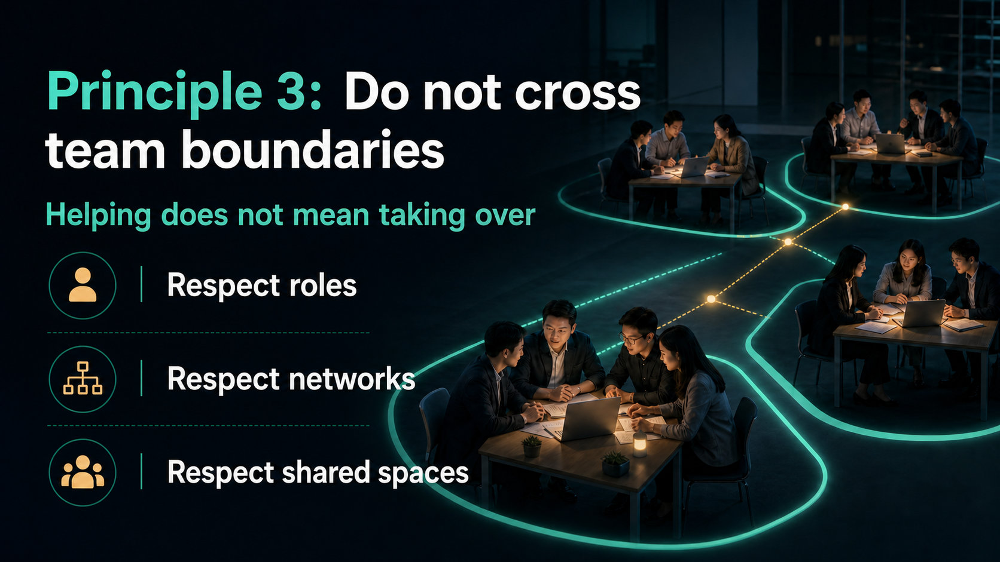 Principle 3: Do not cross
team boundaries
Helping does not mean taking over
Respect roles
Respect networks
Respect shared spaces